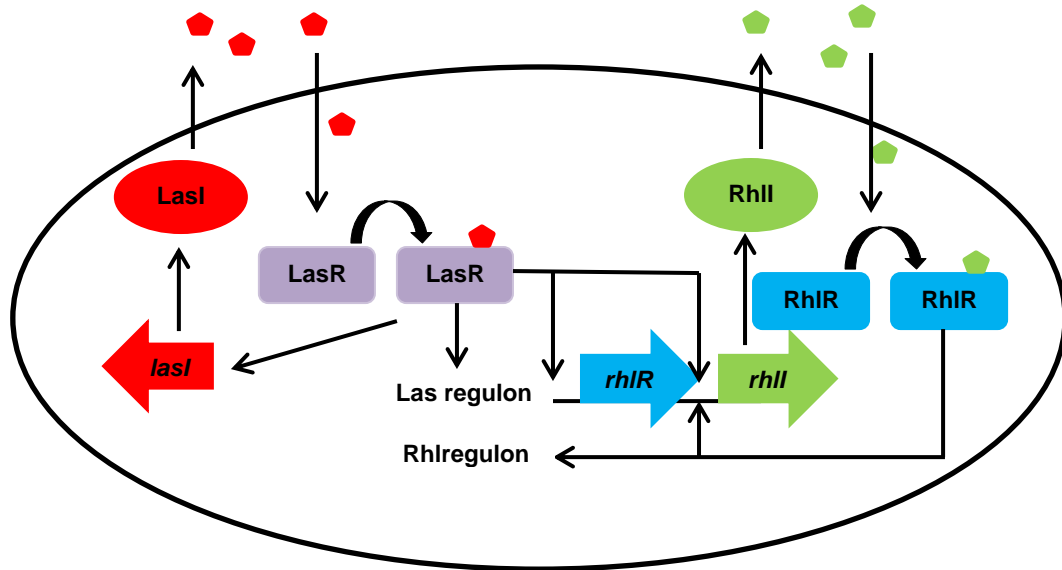 LasI
RhlI
LasR
LasR
RhlR
RhlR
lasI
rhlR
rhlI
Las regulon
Rhlregulon